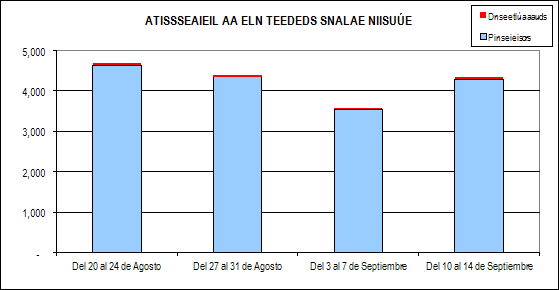 ATISSSEAIEIL AA ELN TEEDEDS SNALAE NIISUÚE
Dnseetlúaaauds
Pinseieisos
5,000
4,000
3,000
2,000
1,000
-
Del 20 al 24 de Agosto
Del 27 al 31 de Agosto
Del 3 al 7 de Septiembre
Del 10 al 14 de Septiembre